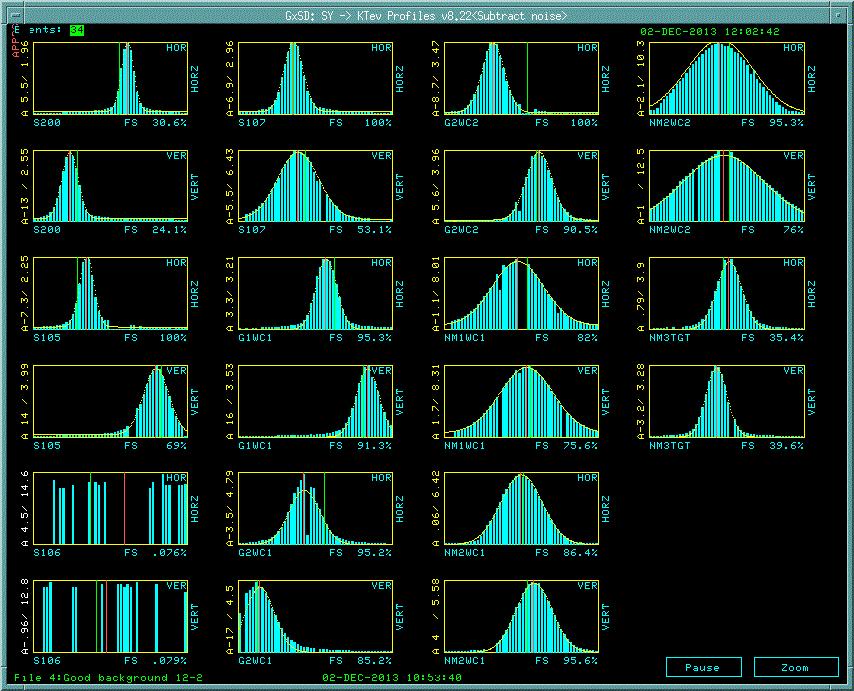 GxSD: SY -> KTev Profiles v8.22<Subtract noise>
E ents: 34
02-DEC-2013 12:02:42
A 5.5/ 1.96 HOR HORZ
S200 FS 30.6%
A-6.9/ 2.96 HOR HORZ
S107 FS 100%
A-8.7/ 3.47 HOR HORZ
G2WC2 FS 100%
A-2.1/ 10.3 HOR HORZ
NM2WC2 FS 95.3%
A-13 / 2.55 VER VERT
S200 FS 24.1%
A-5.5/ 6.43 VER VERT
S107 FS 53.1%
A 5.6/ 3.96 VER VERT
G2WC2 FS 90.5%
A-1 / 12.5 VER VERT
NM2WC2 FS 76%
A-7.3/ 2.25 HOR HORZ
S105 FS 100%
A 3.3/ 3.21 HOR HORZ
G1WC1 FS 95.3%
A-1.1/ 8.01 HOR HORZ
NM1WC1 FS 82%
A .79/ 3.9 HOR HORZ
NM3TGT FS 35.4%
A 14 / 3.99 VER VERT
S105 FS 69%
A 16 / 3.53 VER VERT
G1WC1 FS 91.3%
A-1.7/ 8.31 VER VERT
NM1WC1 FS 75.6%
A-3.2/ 3.28 VER VERT
NM3TGT FS 39.6%
A 4.5/ 14.6 HOR HORZ
S106 FS .076%
A-3.5/ 4.79 HOR HORZ
G2WC1 FS 95.2%
A .06/ 6.42 HOR HORZ
NM2WC1 FS 86.4%
A-.96/ 12.8 VER VERT
S106 FS .079%
A-17 / 4.5 VER VERT
G2WC1 FS 85.2%
A 4 / 5.58 VER VERT
NM2WC1 FS 95.6%
Pause Zoom
File 4:Good background 12-2 02-DEC-2013 10:53:40